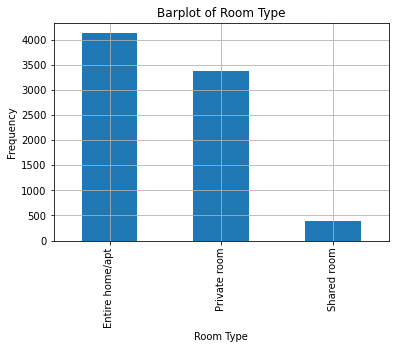 Barplot of Room Type
4000
3500
3000
2500
2000
1500
1000
500
0
Frequency
Entire home/apt
Private room
Shared room
Room Type